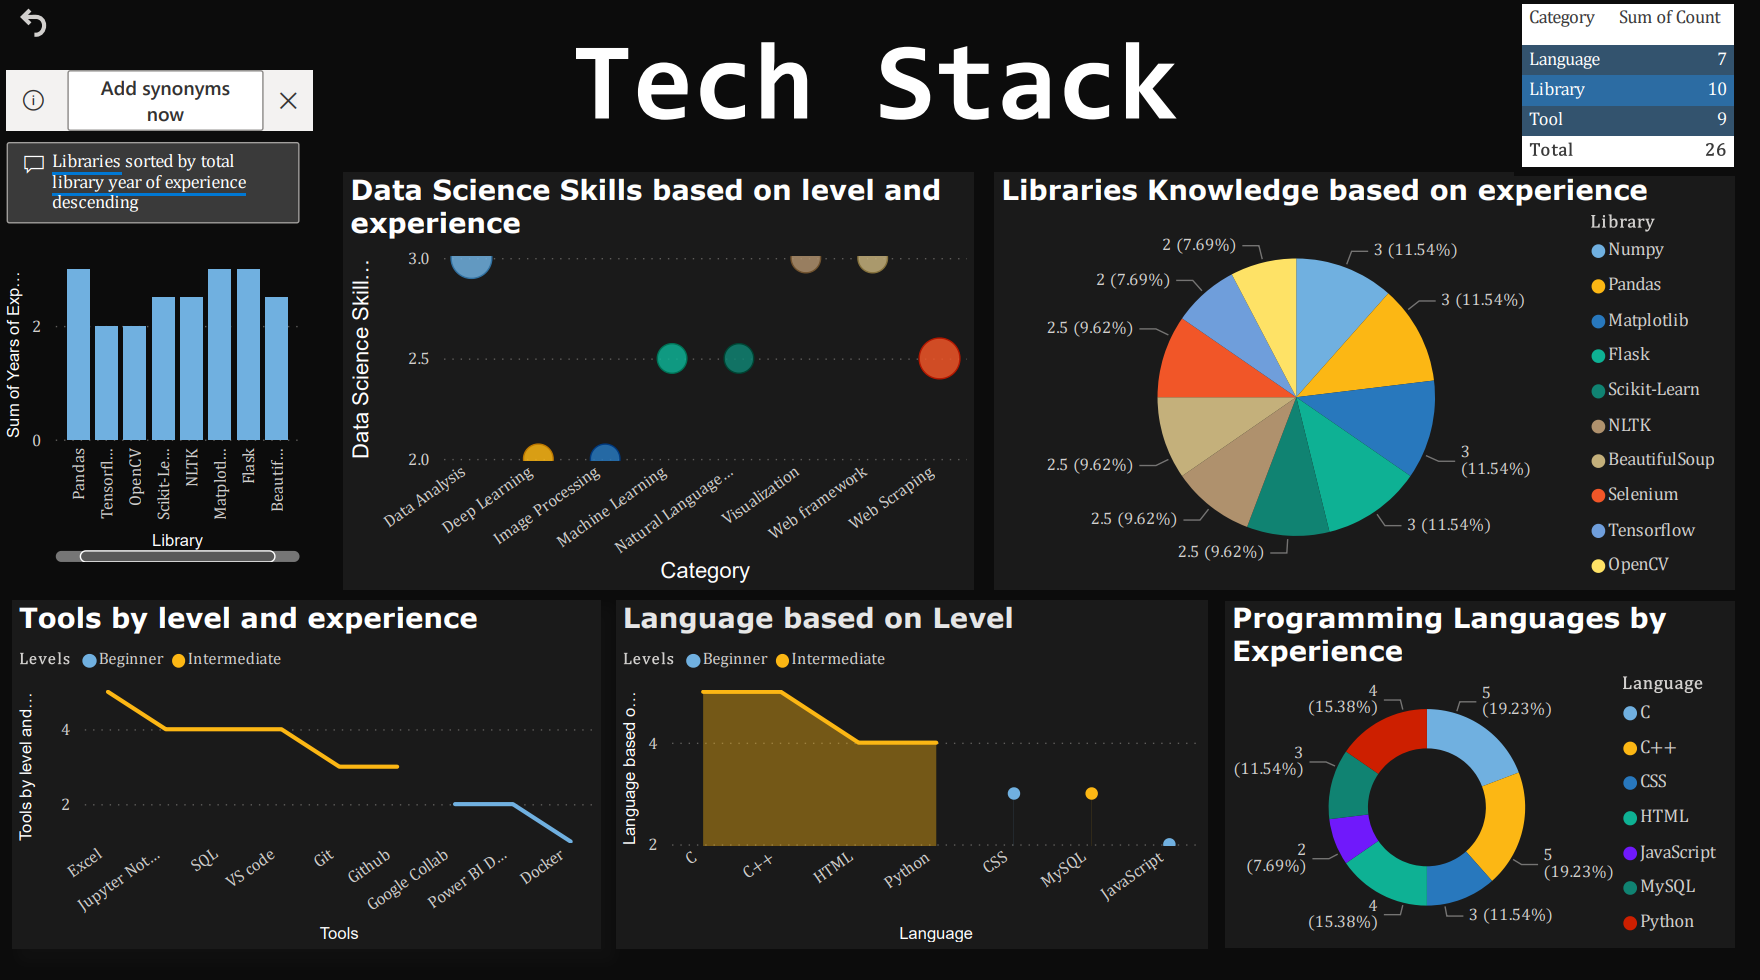 Tech Stack
Category Sum of Count
Language 7
Library 10
Tool 9
Total 26
Add synonyms
now
Libraries sorted by total
library year of experience
descending
Sum of Years of Exp...
2
0
Pandas
Tensorfl...
OpenCV
Scikit-Le...
NLTK
Matplotl...
Flask
Beautif...
Library
Data Science Skills based on level and
experience
Data Science Skill...
3.0
2.5
2.0
Data Analysis
Deep Learning
Image Processing
Machine Learning
Natural Language...
Visualization
Web framework
Web Scraping
Category
Libraries Knowledge based on experience
3 (11.54%)
3 (11.54%)
3
(11.54%)
3 (11.54%)
2.5 (9.62%)
2.5 (9.62%)
2.5 (9.62%)
2.5 (9.62%)
2 (7.69%)
2 (7.69%)
Library
Numpy
Pandas
Matplotlib
Flask
Scikit-Learn
NLTK
BeautifulSoup
Selenium
Tensorflow
OpenCV
Tools by level and experience
Levels Beginner Intermediate
Tools by level and...
4
2
Excel
Jupyter Not...
SQL
VS code
Git
Github
Google Collab
Power BI D...
Docker
Tools
Language based on Level
Levels Beginner Intermediate
Language based o...
4
2
C
C++
HTML
Python
CSS
MySQL
JavaScript
Language
Programming Languages by
Experience
5
(19.23%)
5
(19.23%)
3 (11.54%)
4
(15.38%)
2
(7.69%)
3
(11.54%)
4
(15.38%)
Language
C
C++
CSS
HTML
JavaScript
MySQL
Python